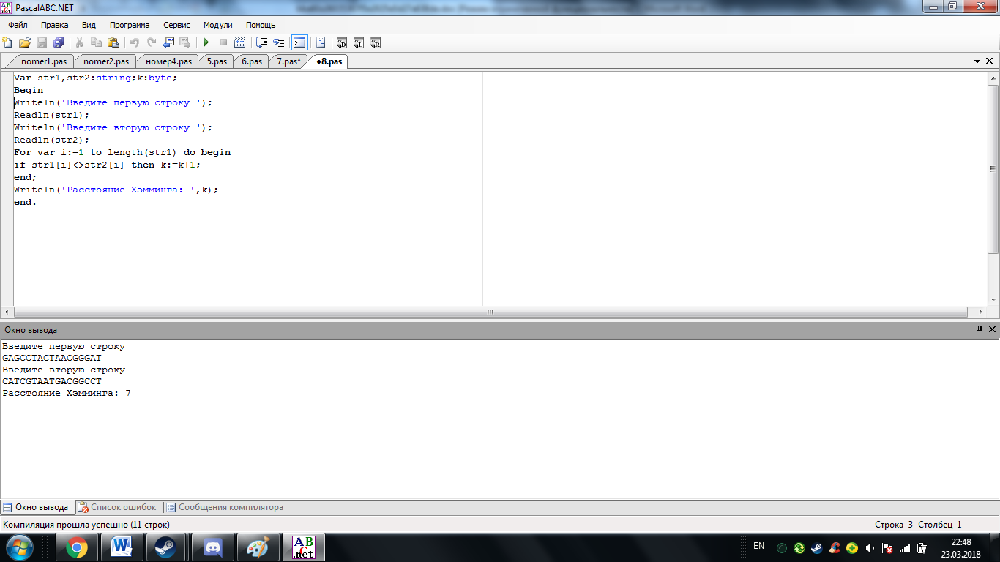 PascalABC.NET
Файл Правка Вид Программа Сервис Модули Помощь
nomer1.pas nomer2.pas номер4.pas 5.pas 6.pas 7.pas* •8.pas
Var str1,str2:string;k:byte;
Begin
Writeln('Введите первую строку ');
Readln(str1);
Writeln('Введите вторую строку ');
Readln(str2);
For var i:=1 to length(str1) do begin
if str1[i]<>str2[i] then k:=k+1;
end;
Writeln('Расстояние Хэмминга: ',k);
end.
Окно вывода
Введите первую строку
GAGCCTACTAACGGGAT
Введите вторую строку
CATCGTAATGACGGCCT
Расстояние Хэмминга: 7
Окно вывода Список ошибок Сообщения компилятора
Компиляция прошла успешно (11 строк) Строка 3 Столбец 1
EN 22:48
23.03.2018